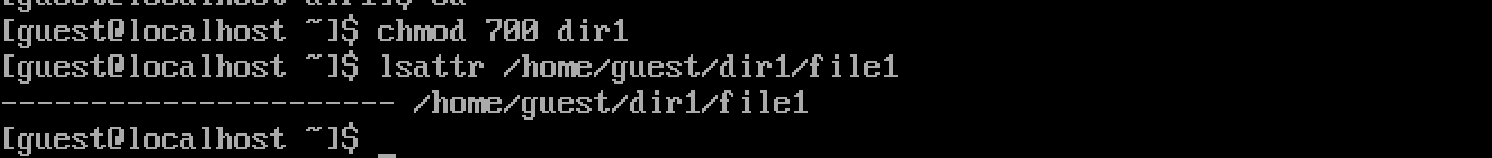 [guest@localhost ~]$ chmod 700 dir1
[guest@localhost ~]$ lsattr /home/guest/dir1/file1
---------------------- /home/guest/dir1/file1
[guest@localhost ~]$